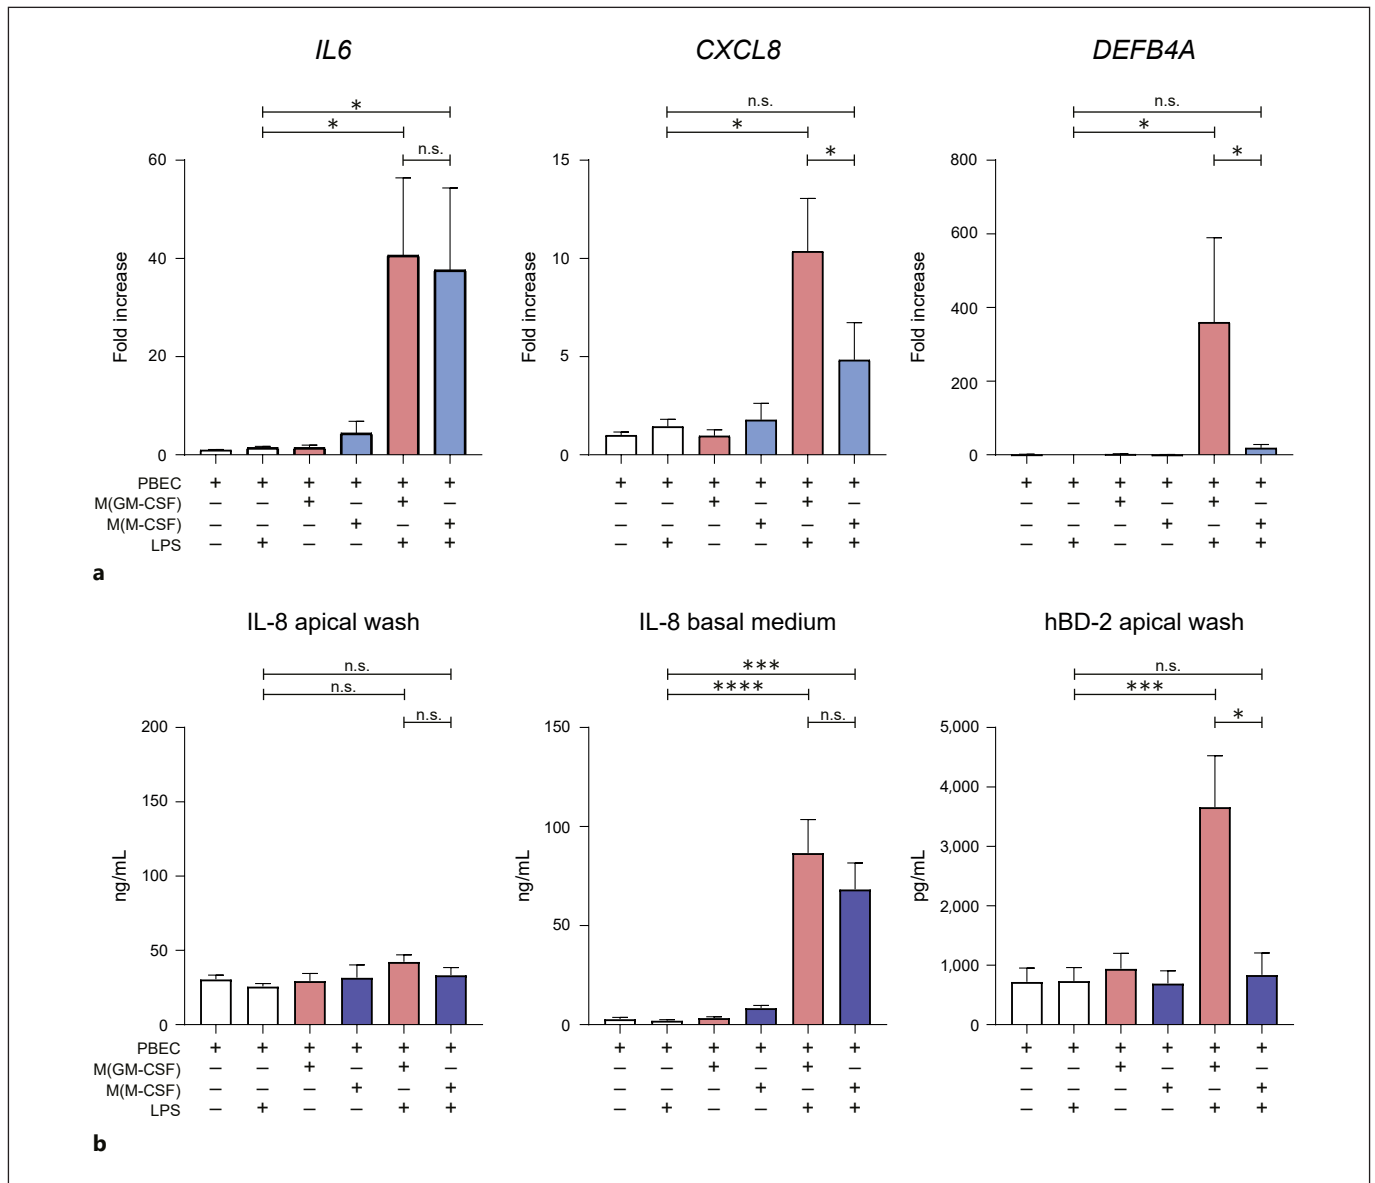 IL6 CXCL8 DEFB4A
* n.s. n.s.
* * *
n.s. * *
60 15 800
600
40 10
400
20 5
200
0 0 0
Fold increase Fold increase Fold increase
PBEC + + + + + + + + + + + + + + + + + +
M(GM-CSF) – – + – + – – – + – + – – – + – + –
M(M-CSF) – – – + – + – – – + – + – – – + – +
LPS – + – – + + – + – – + + – + – – + +
a
IL-8 apical wash IL-8 basal medium hBD-2 apical wash
n.s. *** n.s.
n.s. **** ***
n.s. n.s. *
200 150 5,000
4,000
150
100 3,000
100
50 2,000
50
1,000
0 0 0
ng/mL ng/mL pg/mL
PBEC + + + + + + + + + + + + + + + + + +
M(GM-CSF) – – + – + – – – + – + – – – + – + –
M(M-CSF) – – – + – + – – – + – + – – – + – +
LPS – + – – + + – + – – + + – + – – + +
b